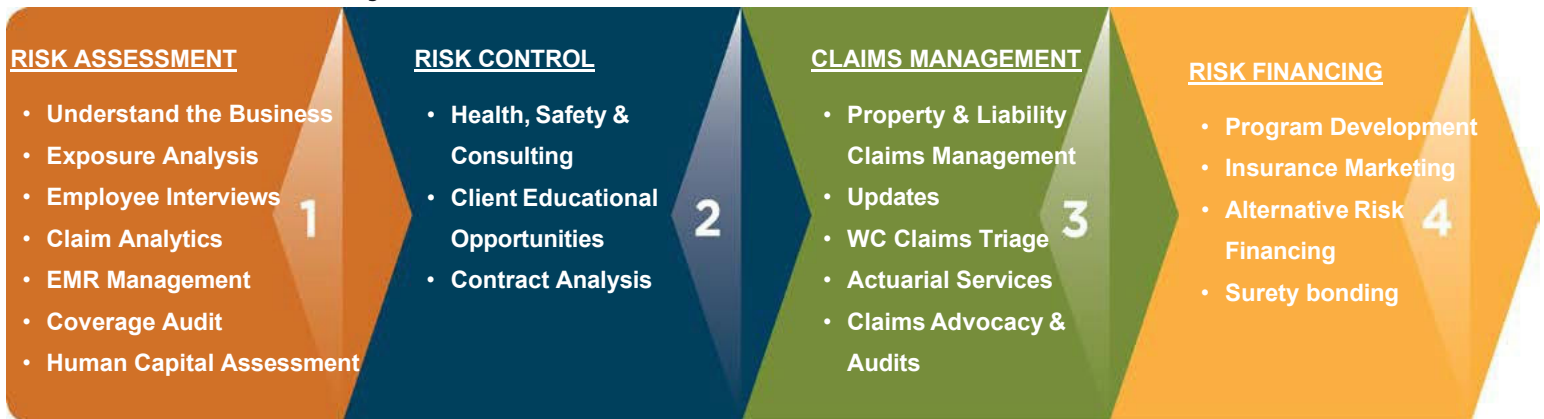 RISK ASSESSMENT
• Understand the Business
• Exposure Analysis
• Employee Interviews
• Claim Analytics
• EMR Management
• Coverage Audit
• Human Capital Assessment
1
RISK CONTROL
• Health, Safety &
Consulting
• Client Educational
Opportunities
• Contract Analysis
2
CLAIMS MANAGEMENT
• Property & Liability
Claims Management
• Updates
• WC Claims Triage
• Actuarial Services
• Claims Advocacy &
Audits
3
RISK FINANCING
• Program Development
• Insurance Marketing
• Alternative Risk
Financing
• Surety bonding
4